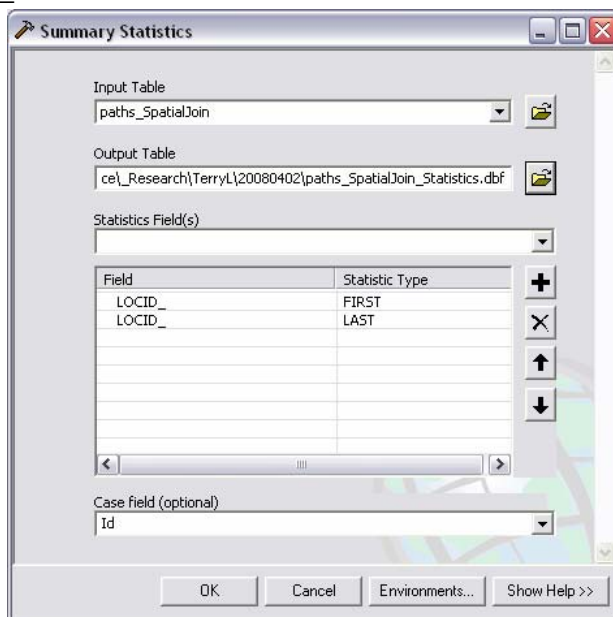 Summary Statistics
Input Table
paths_SpatialJoin
Output Table
ce\_Research\TerryL\20080402\paths_SpatialJoin_Statistics.dbf
Statistics Field(s)
Field Statistic Type
LOCID_ FIRST
LOCID_ LAST
Case field (optional)
Id
OK Cancel Environments... Show Help >>